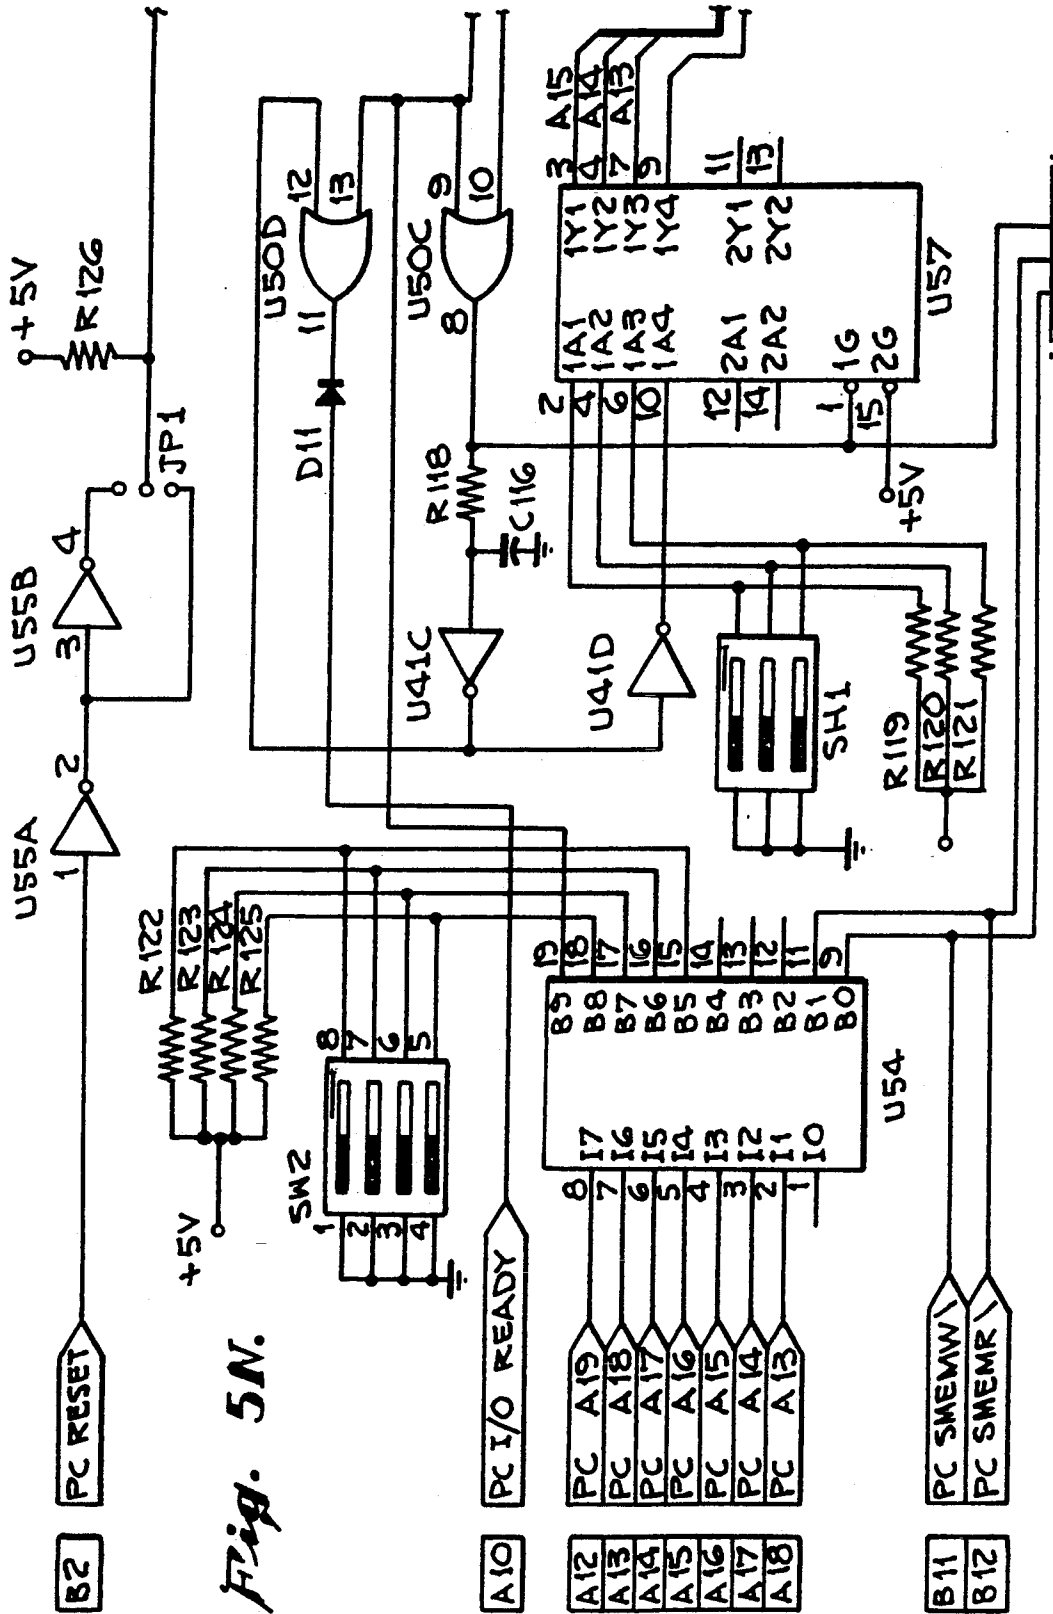 B2
PC RESET
1
U55A
2
3
U55B
4
JP1
+5V
R126
Fig. 5N.
+5V
R122
R123
R124
R125
SW2
1
2
3
4
8
7
6
5
A10
PC I/O READY
D11
11
U50D
12
13
U41C
R118
C116
8
U50C
9
10
U41D
A12
PC A19
8
I7
A13
PC A18
7
I6
A14
PC A17
6
I5
A15
PC A16
5
I4
A16
PC A15
4
I3
A17
PC A14
3
I2
A18
PC A13
2
I1
1
I0
B9
19
B8
18
B7
17
B6
16
B5
15
B4
14
B3
13
B2
12
B1
11
B0
9
U54
SH1
R119
R120
R121
2
1A1
1Y1
3
A15
4
1A2
1Y2
4
A14
6
1A3
1Y3
7
A13
10
1A4
1Y4
9
12
2A1
2Y1
11
14
2A2
2Y2
13
1
1G
15
2G
+5V
U57
B11
PC SMEMW\
B12
PC SMEMR\